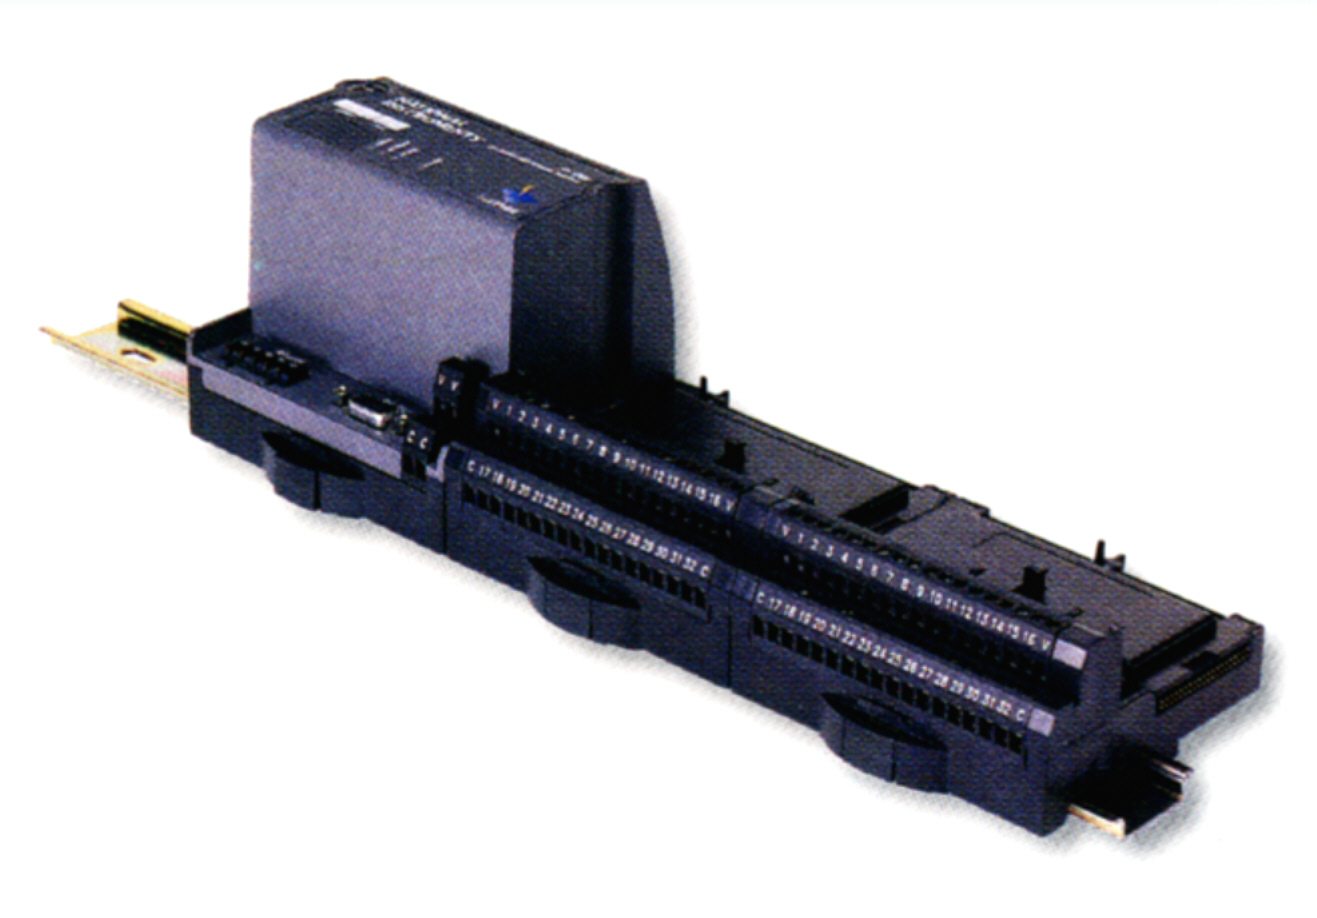 NATIONAL
INSTRUMENTS
V V
C C
V 1 2 3 4 5 6 7 8 9 10 11 12 13 14 15 16 V
C 17 18 19 20 21 22 23 24 25 26 27 28 29 30 31 32 C
V 1 2 3 4 5 6 7 8 9 10 11 12 13 14 15 16 V
C 17 18 19 20 21 22 23 24 25 26 27 28 29 30 31 32 C